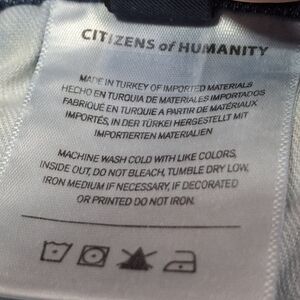 CITIZENS of HUMANITY
MADE IN TURKEY OF IMPORTED MATERIALS
HECHO EN TURQUIA DE MATERIALES IMPORTADOS
FABRIQUÉ EN TURQUIE A PARTIR DE MATÉRIAUX
IMPORTÉS, IN DER TÜRKEI HERGESTELLT MIT
IMPORTIERTEN MATERIALIEN
MACHINE WASH COLD WITH LIKE COLORS,
INSIDE OUT, DO NOT BLEACH, TUMBLE DRY LOW,
IRON MEDIUM IF NECESSARY, IF DECORATED
OR PRINTED DO NOT IRON.